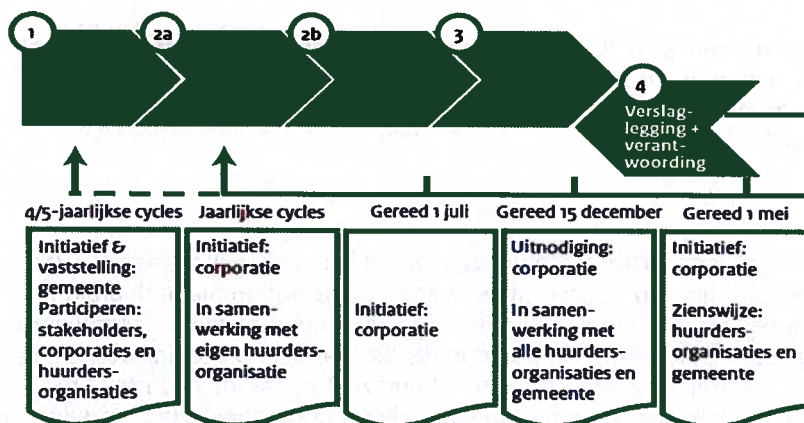 1
2a
2b
3
4
Verslag-
legging +
verant-
woording
4/5-jaarlijkse cycles
Jaarlijkse cycles
Gereed 1 juli
Gereed 15 december
Gereed 1 mei
Initiatief &
vaststelling:
gemeente
Participeren:
stakeholders,
corporaties en
huurders-
organisaties
Initiatief:
corporatie
In samen-
werking met
eigen huurders-
organisatie
Initiatief:
corporatie
Uitnodiging:
corporatie
In samen-
werking met
alle huurders-
organisaties en
gemeente
Initiatief:
corporatie
Zienswijze:
huurders-
organisaties en
gemeente